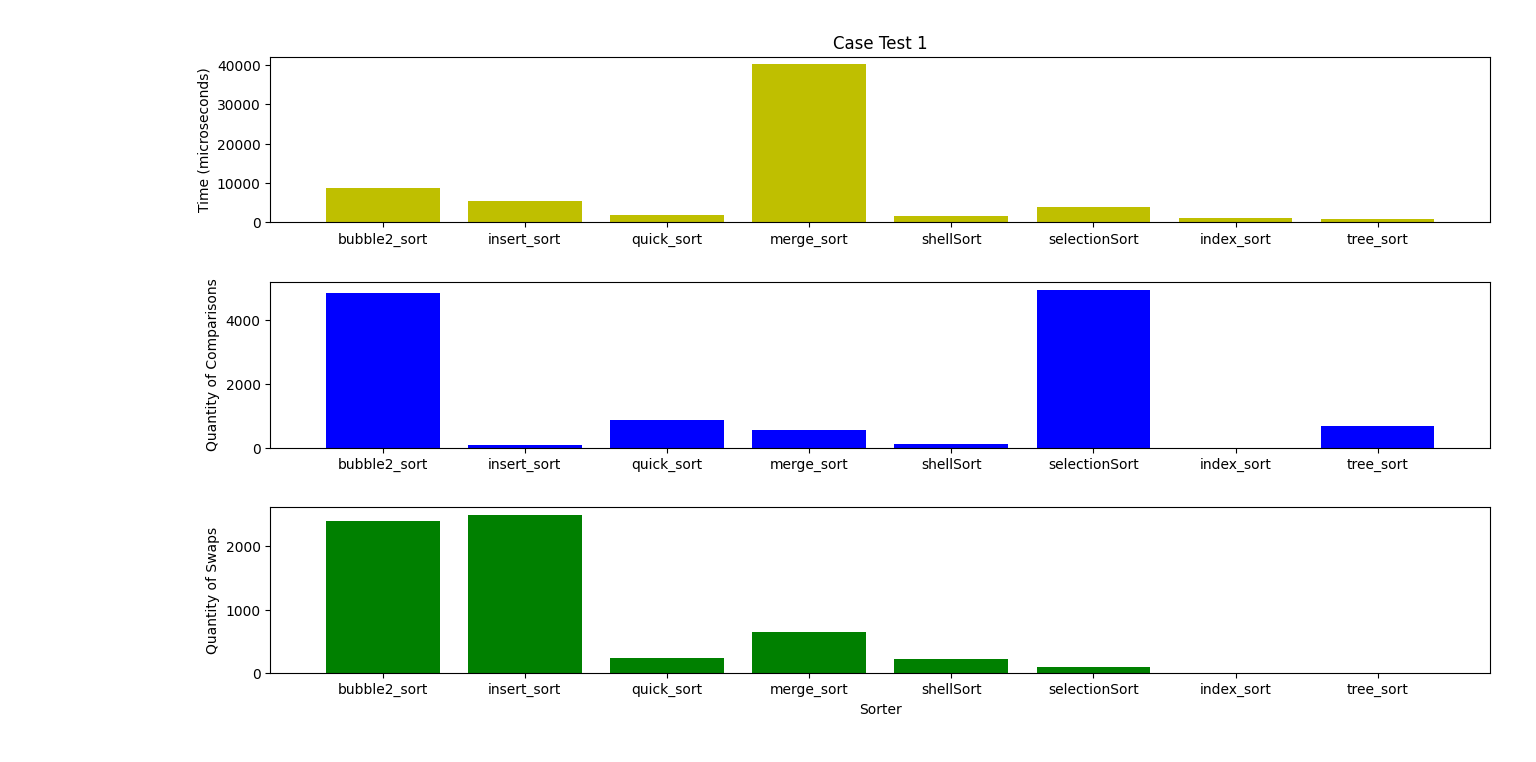 Case Test 1
Time (microseconds)
40000
30000
20000
10000
0
bubble2_sort insert_sort quick_sort merge_sort shellSort selectionSort index_sort tree_sort
Quantity of Comparisons
4000
2000
0
bubble2_sort insert_sort quick_sort merge_sort shellSort selectionSort index_sort tree_sort
Quantity of Swaps
2000
1000
0
bubble2_sort insert_sort quick_sort merge_sort shellSort selectionSort index_sort tree_sort
Sorter